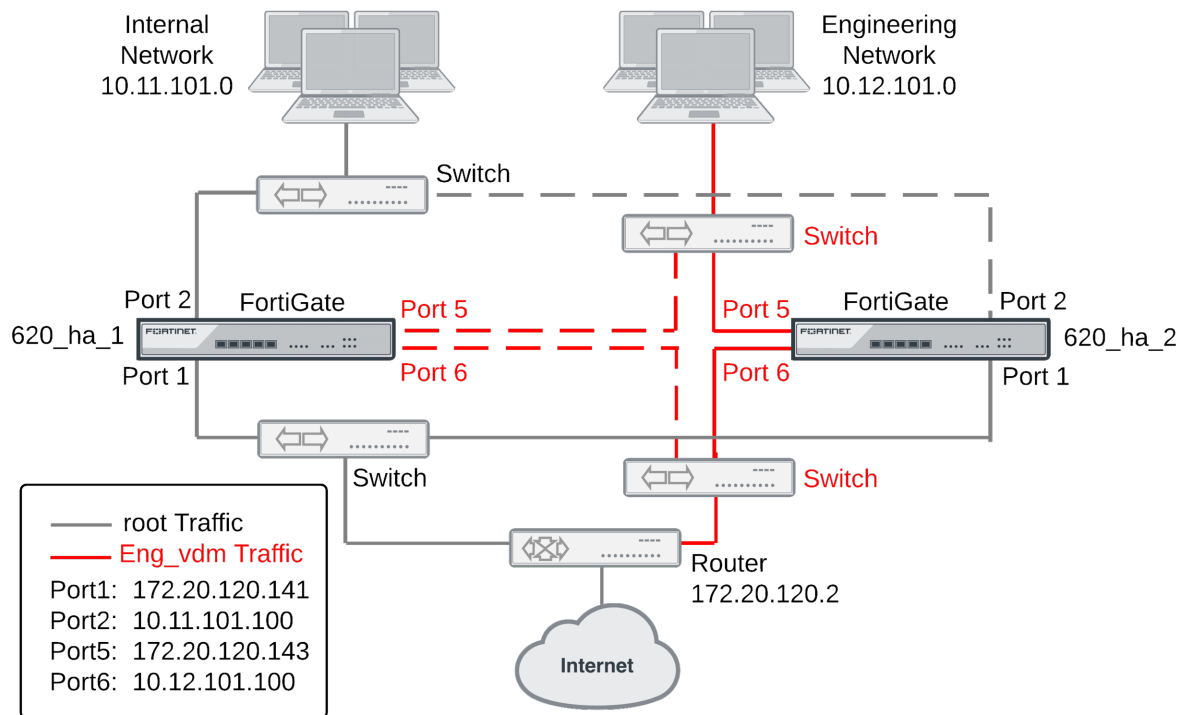 Internal
Network
10.11.101.0
Engineering
Network
10.12.101.0
Switch
Switch
Port 2
FortiGate
Port 5
Port 5
FortiGate
Port 2
620_ha_1
FORTINET
FORTINET
620_ha_2
Port 1
Port 6
Port 6
Port 1
Switch
Switch
root Traffic
Eng_vdm Traffic
Port1: 172.20.120.141
Port2: 10.11.101.100
Port5: 172.20.120.143
Port6: 10.12.101.100
Router
172.20.120.2
Internet